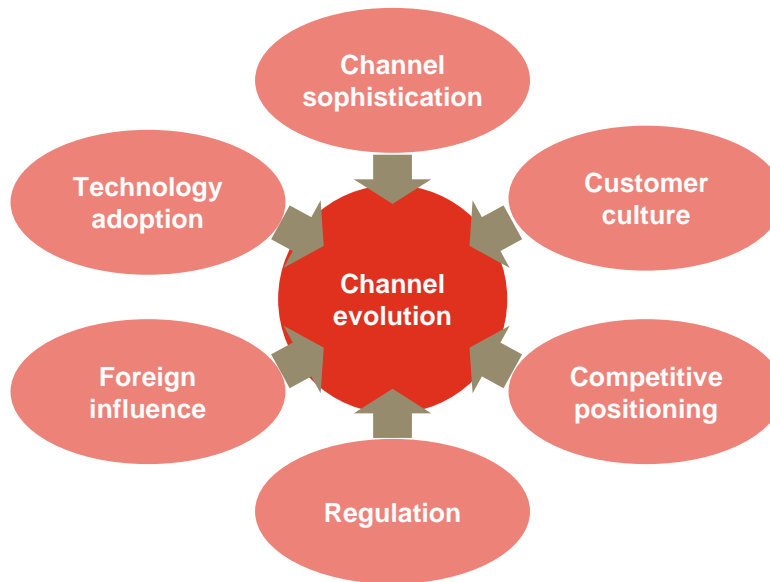 Channel
sophistication
Technology
adoption
Customer
culture
Channel
evolution
Foreign
influence
Competitive
positioning
Regulation